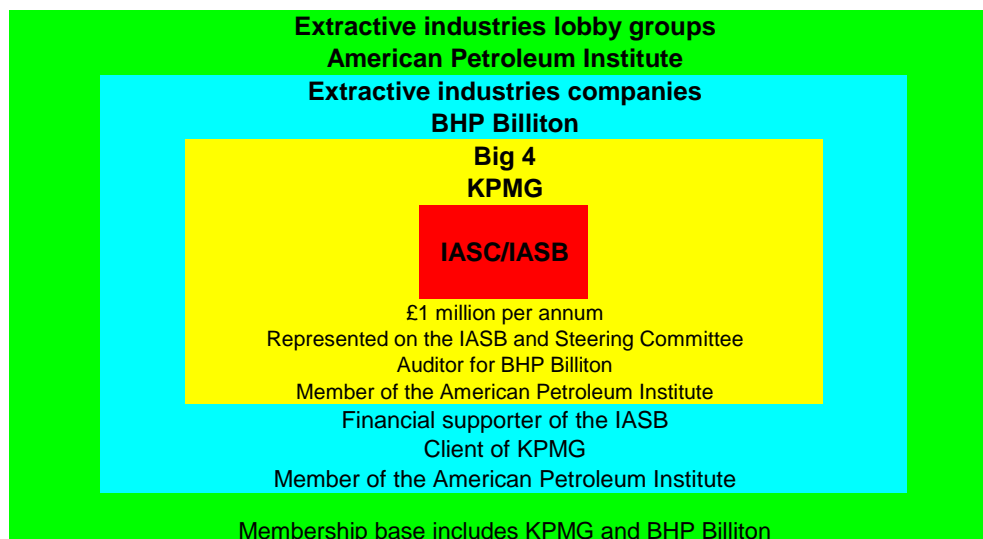 Extractive industries lobby groups
American Petroleum Institute
Extractive industries companies
BHP Billiton
Big 4
KPMG
IASC/IASB
£1 million per annum
Represented on the IASB and Steering Committee
Auditor for BHP Billiton
Member of the American Petroleum Institute
Financial supporter of the IASB
Client of KPMG
Member of the American Petroleum Institute
Membership base includes KPMG and BHP Billiton